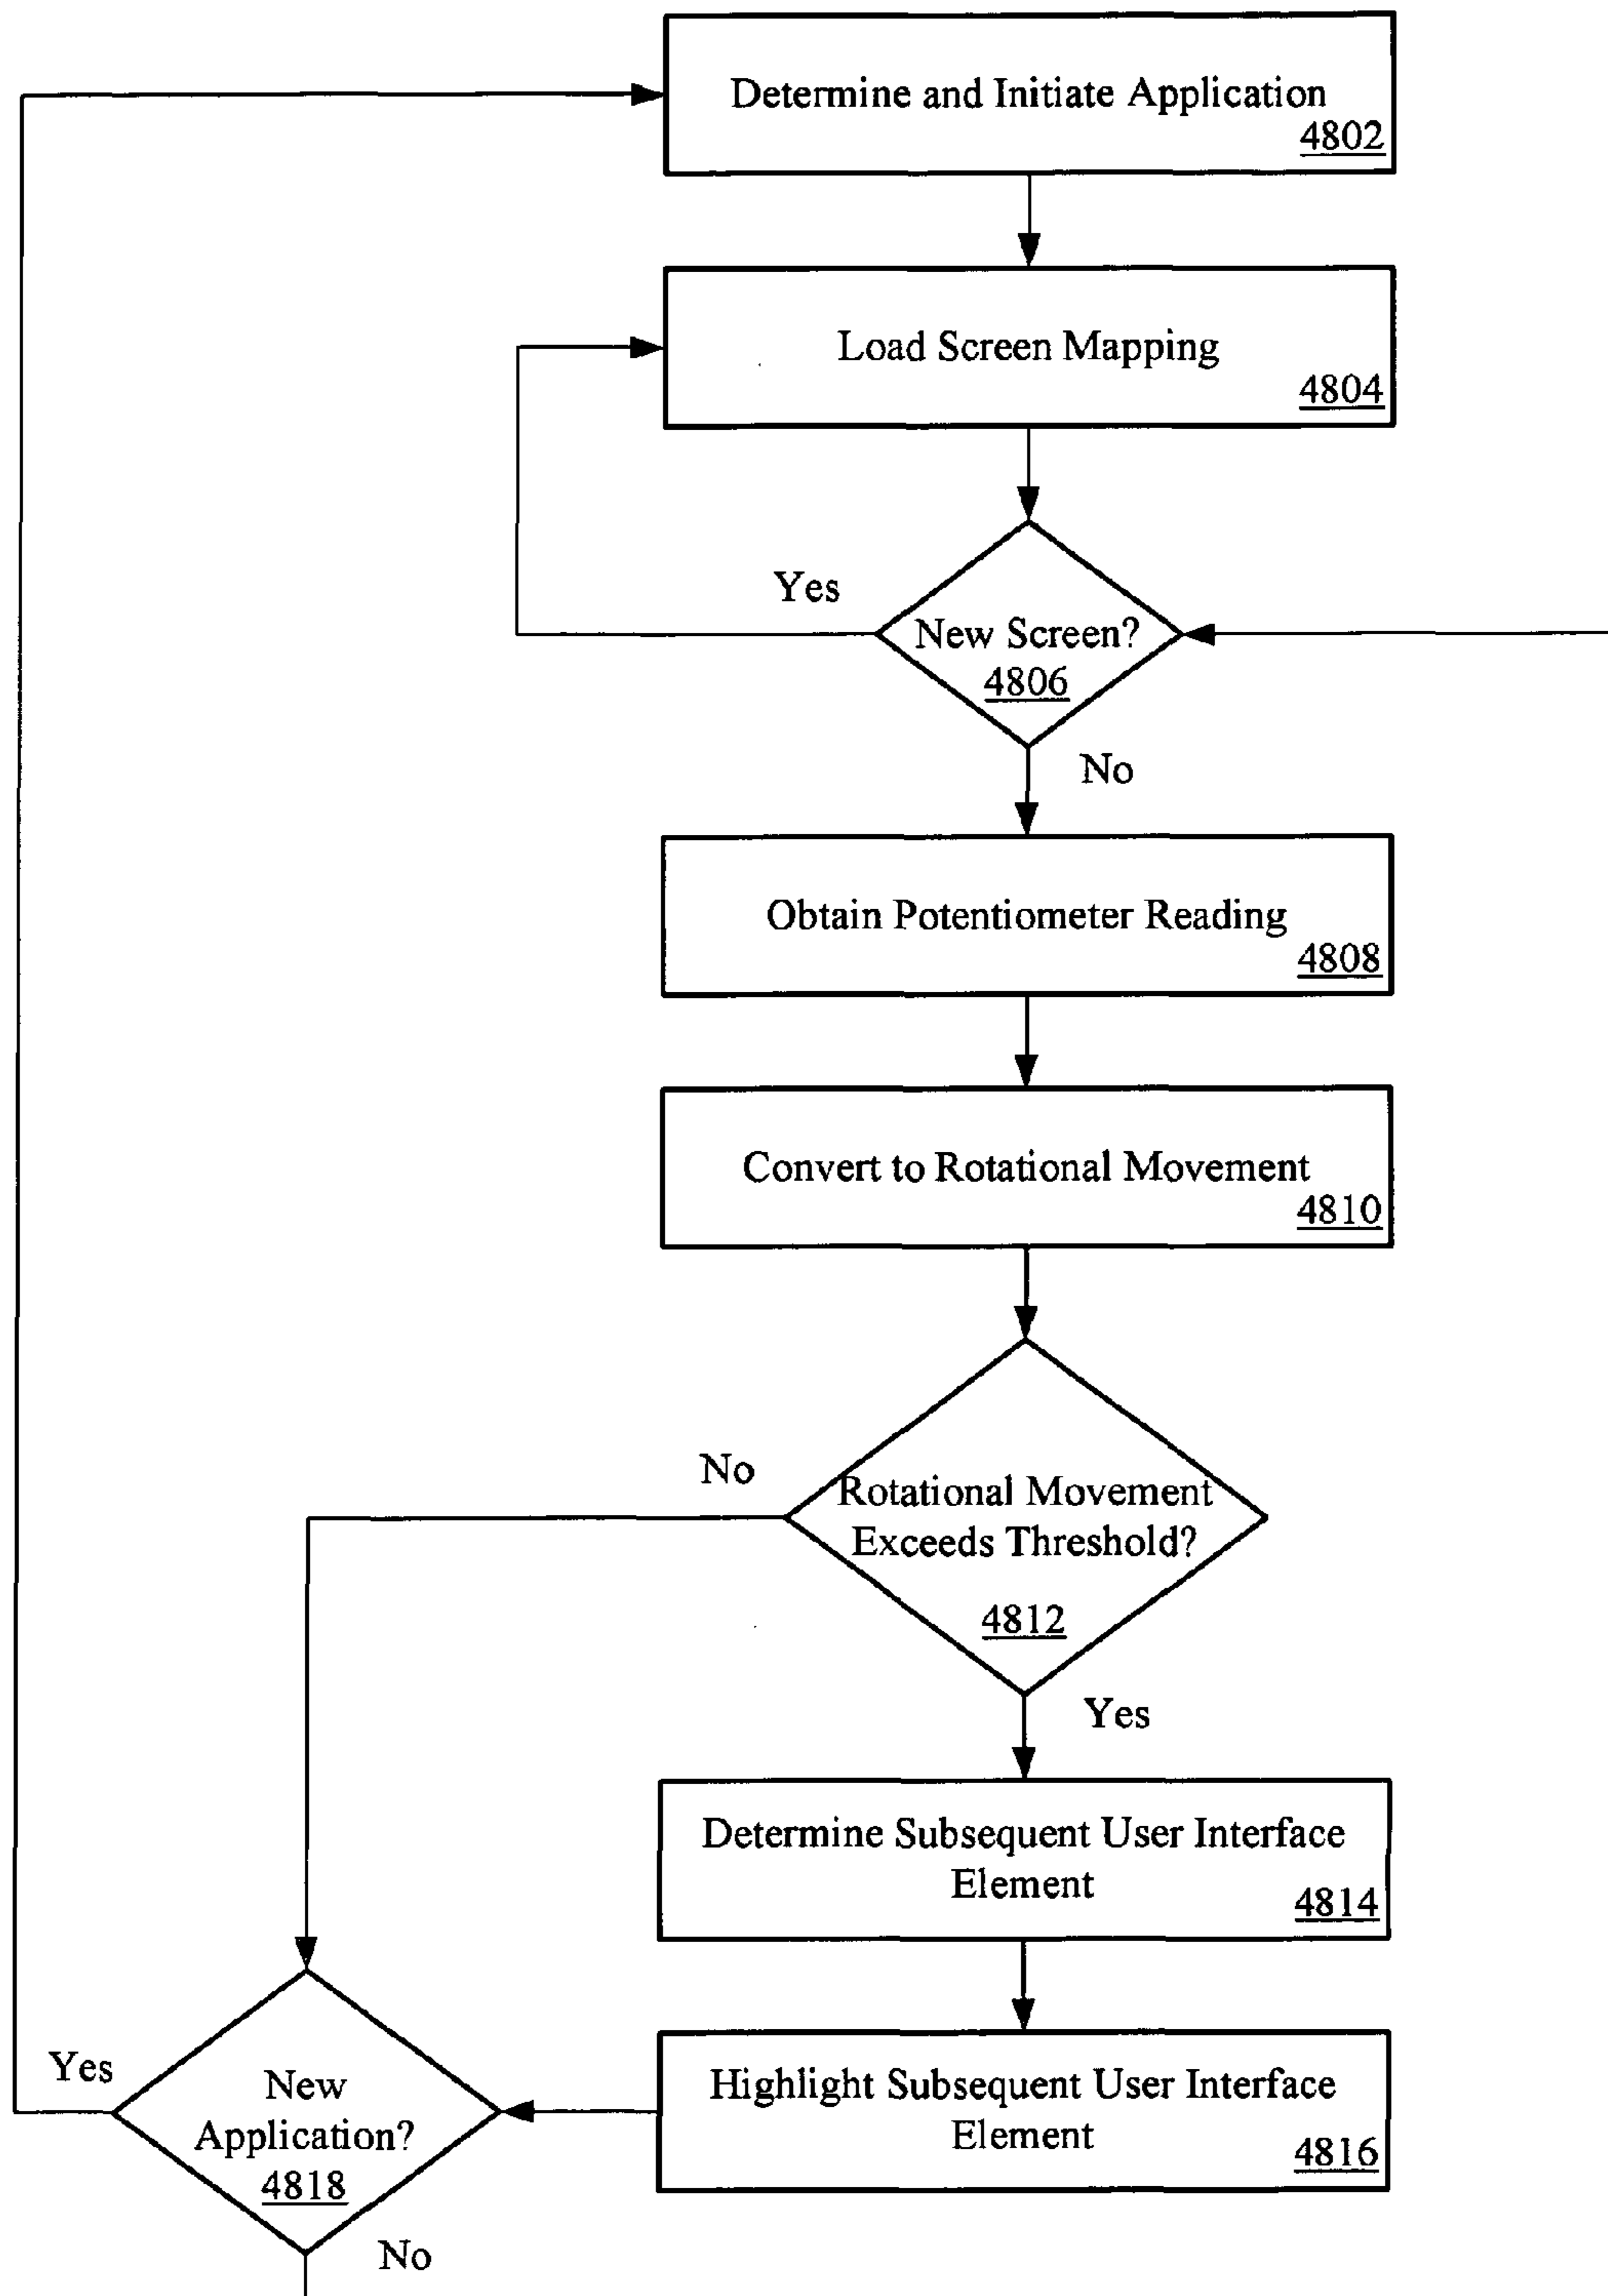 Determine and Initiate Application
4802
Load Screen Mapping
4804
Yes
New Screen?
4806
No
Obtain Potentiometer Reading
4808
Convert to Rotational Movement
4810
No
Rotational Movement
Exceeds Threshold?
4812
Yes
Determine Subsequent User Interface
Element
4814
Yes
New
Application?
4818
Highlight Subsequent User Interface
Element
4816
No